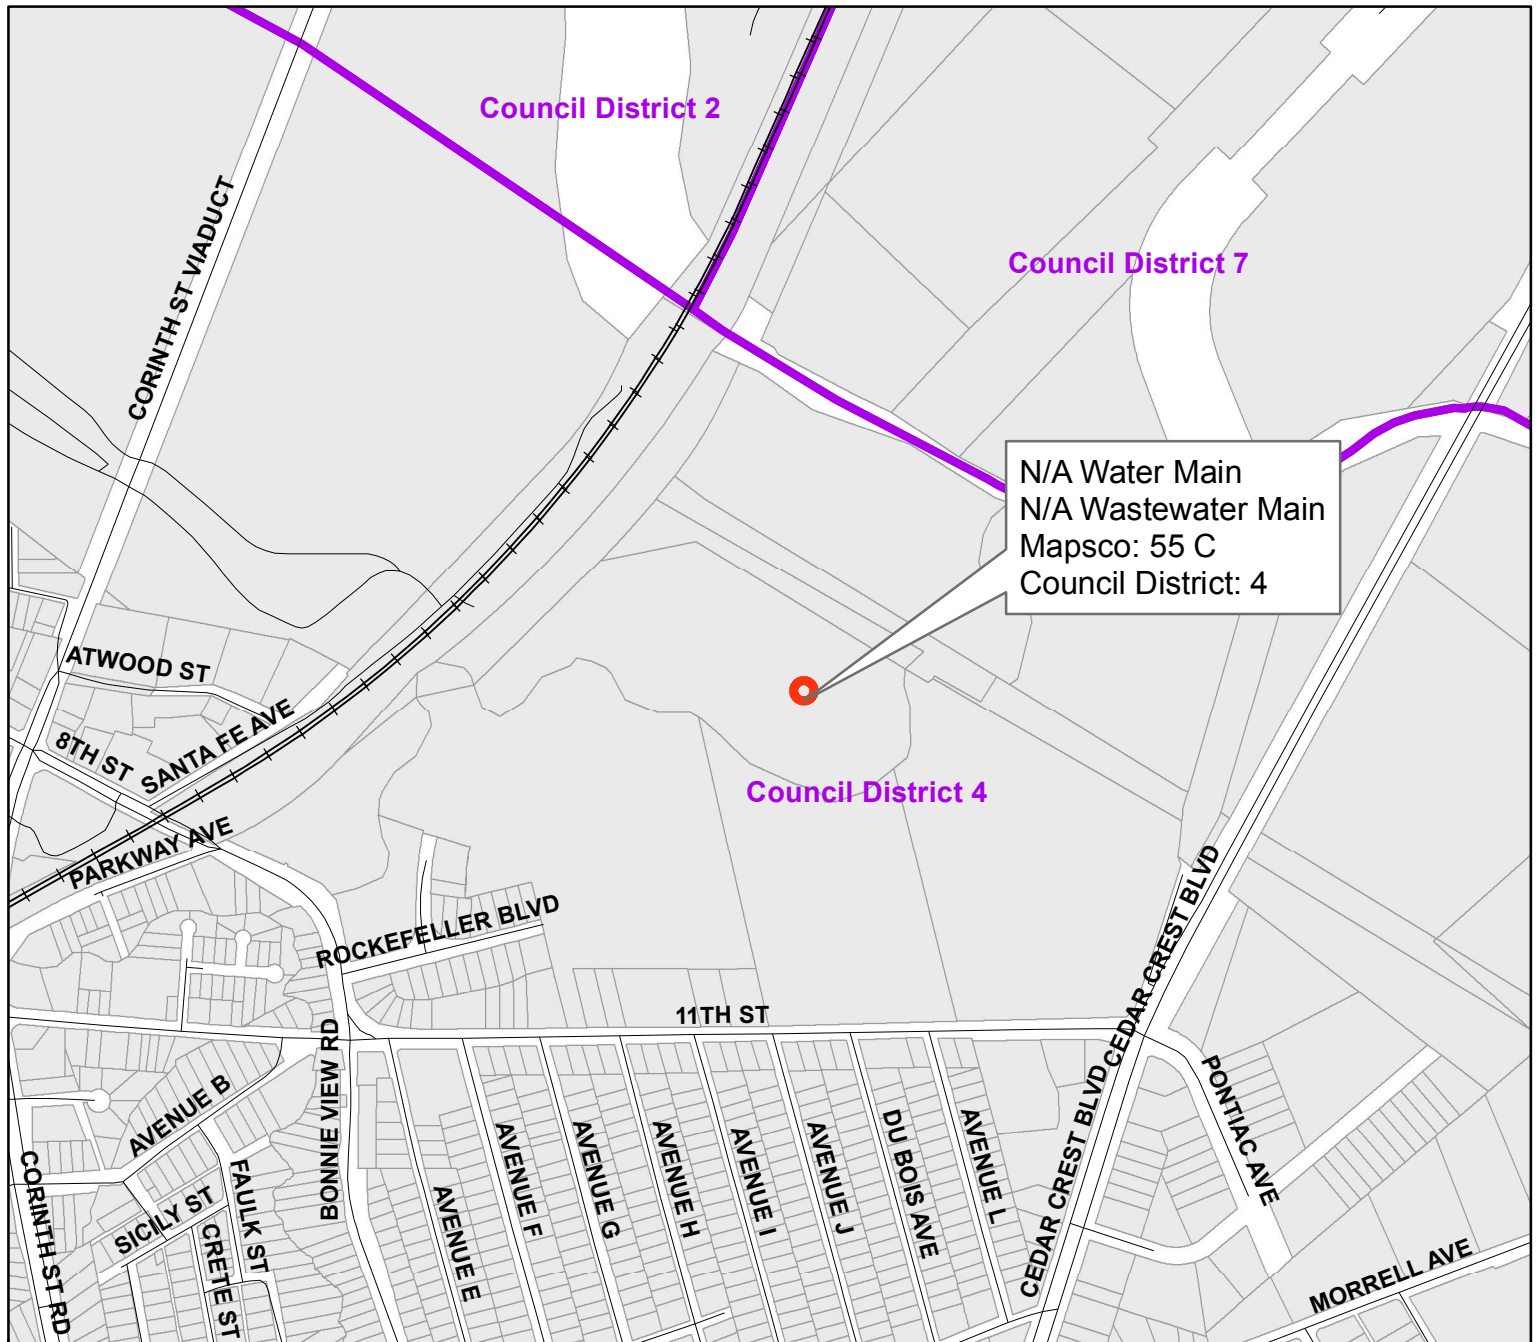 Council District 2
CORINTH ST VIADUCT
Council District 7
N/A Water Main
N/A Wastewater Main
Mapsco: 55 C
Council District: 4
ATWOOD ST
SANTA FE AVE
8TH ST
Council District 4
PARKWAY AVE
ROCKEFELLER BLVD
CEDAR CREST BLVD
11TH ST
BONNIE VIEW RD
AVENUE B
PONTIAC AVE
CEDAR CREST BLVD
CORINTH ST RD
FAULK ST
SICILY ST
CRETE ST
AVENUE E
AVENUE F
AVENUE G
AVENUE H
AVENUE I
AVENUE J
DU BOIS AVE
AVENUE L
MORRELL AVE